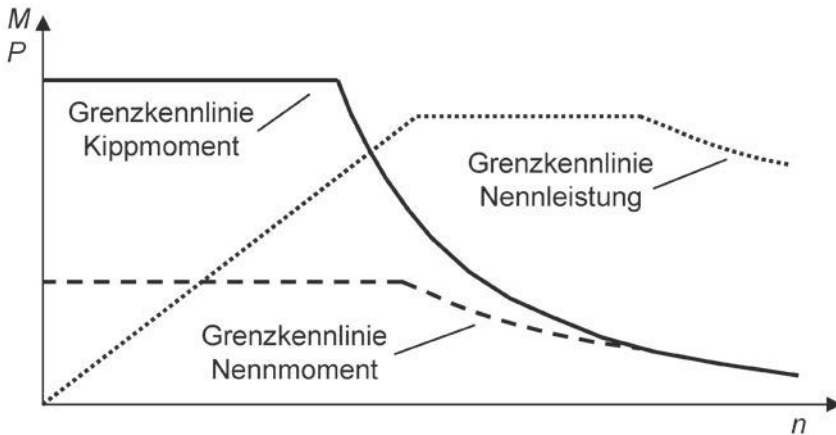 M
P
Grenzkennlinie
Kippmoment
Grenzkennlinie
Nennleistung
Grenzkennlinie
Nennmoment
n